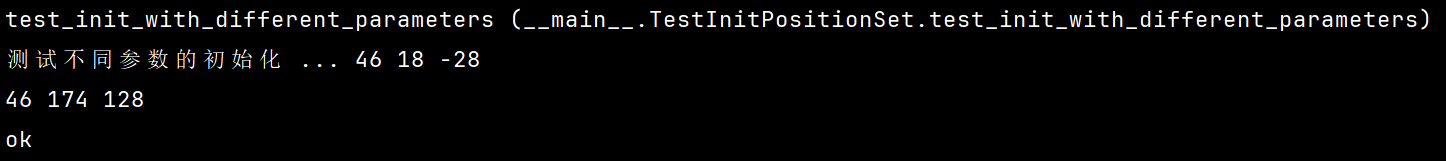 test_init_with_different_parameters (__main__.TestInitPositionSet.test_init_with_different_parameters)
测试不同参数的初始化 ... 46 18 -28
46 174 128
ok